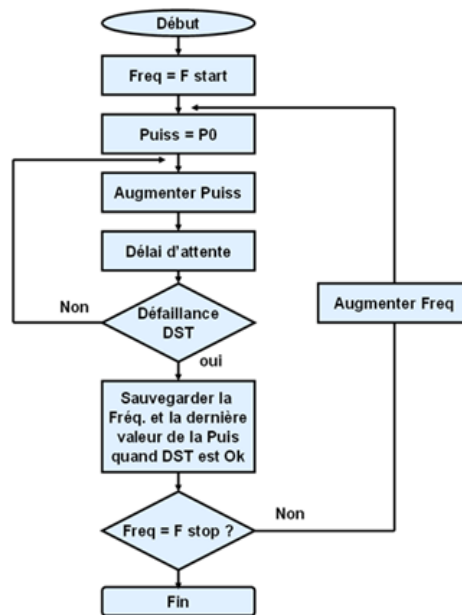 Début
Freq = F start
Puiss = P0
Augmenter Puiss
Délai d'attente
Non
Défaillance
DST
Augmenter Freq
oui
Sauvegarder la
Fréq. et la dernière
valeur de la Puis
quand DST est Ok
Freq = F stop ?
Non
Fin